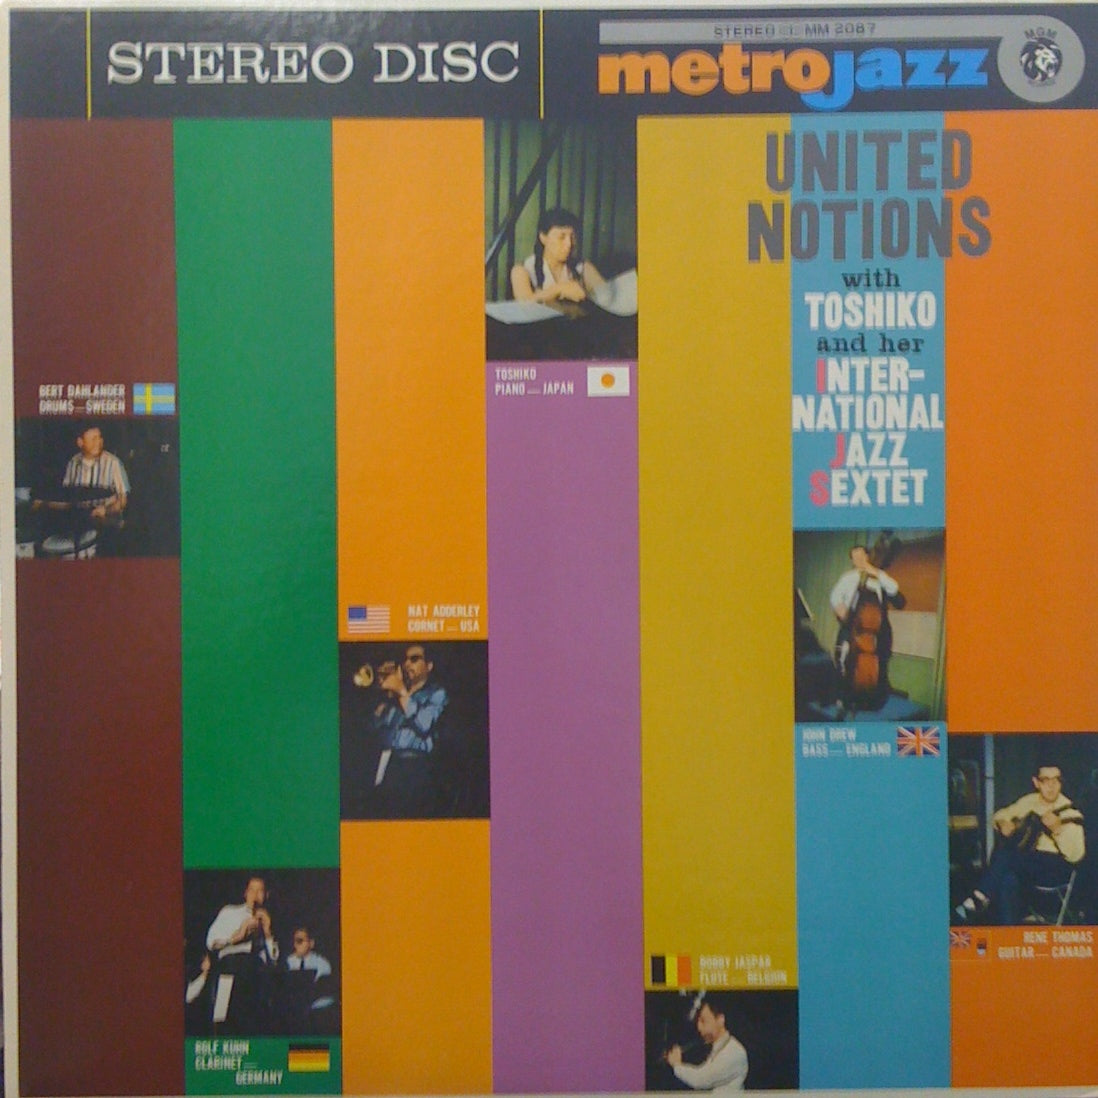 STEREO DISC
STEREO MM 2087
metrojazz
MGM
UNITED
NOTIONS
with
TOSHIKO
and her
INTER-
NATIONAL
JAZZ
SEXTET
TOSHIKO
PIANO — JAPAN
BERT DAHLANDER
DRUMS — SWEDEN
NAT ADDERLEY
CORNET — USA
JOHN DREW
BASS — ENGLAND
RENE THOMAS
GUITAR — CANADA
BOBBY JASPAR
FLUTE — BELGIUM
ROLF KUHN
CLARINET —
GERMANY